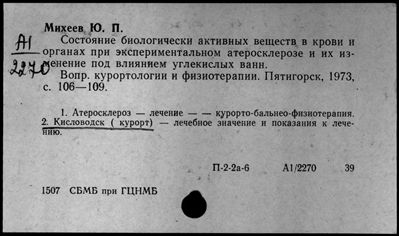 Михеев Ю. П.
А1
2270
Состояние биологически активных веществ в крови и
органах при экспериментальном атеросклерозе и их из-
менение под влиянием углекислых ванн.
Вопр. курортологии и физиотерапии. Пятигорск, 1973,
с. 106—109.
1. Атеросклероз — лечение — — курорто-бальнео-физиотерапия.
2. Кисловодск ( курорт) — лечебное значение и показания к лече-
нию.
П-2-2а-6 А1/2270 39
1507 СБМБ при ГЦНМБ